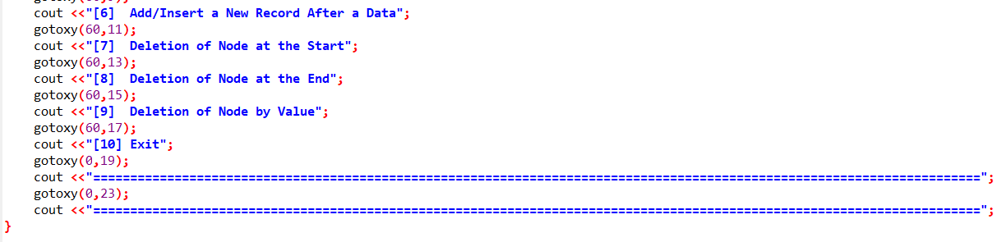 cout <<"[6]  Add/Insert a New Record After a Data";
gotoxy(60,11);
cout <<"[7]  Deletion of Node at the Start";
gotoxy(60,13);
cout <<"[8]  Deletion of Node at the End";
gotoxy(60,15);
cout <<"[9]  Deletion of Node by Value";
gotoxy(60,17);
cout <<"[10] Exit";
gotoxy(0,19);
cout <<"========================================================================================================================";
gotoxy(0,23);
cout <<"========================================================================================================================";
}